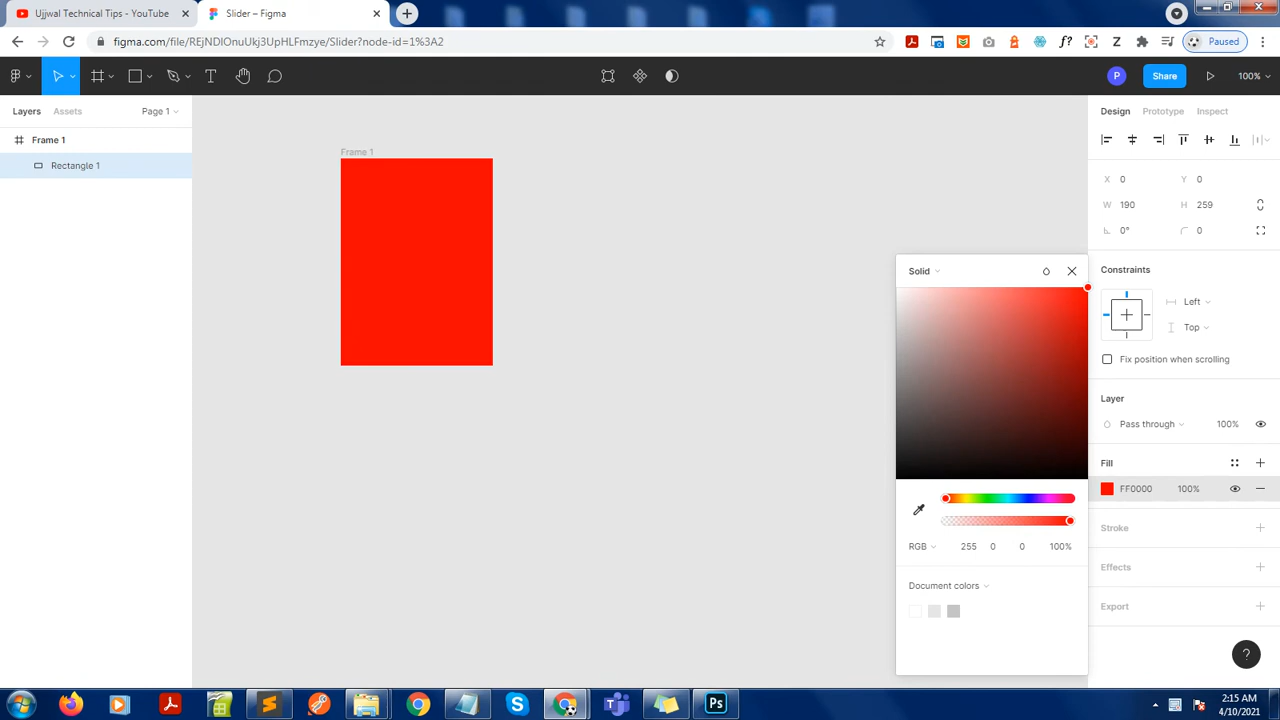 Ujjwal Technical Tips - YouTube
Slider – Figma
figma.com/file/REjNDIOnuUkj3UpHLFmzye/Slider?node-id=1%3A2
f?
Z
Paused
T
P
Share
100%
Layers
Assets
Page 1
Design
Prototype
Inspect
Frame 1
Rectangle 1
Frame 1
X 0
Y 0
W 190
H 259
0°
0
Constraints
Left
Top
Fix position when scrolling
Layer
Pass through
100%
Fill
FF0000
100%
Stroke
Effects
Export
Solid
RGB
255
0
0
100%
Document colors
?
Ps
2:15 AM
4/10/2021